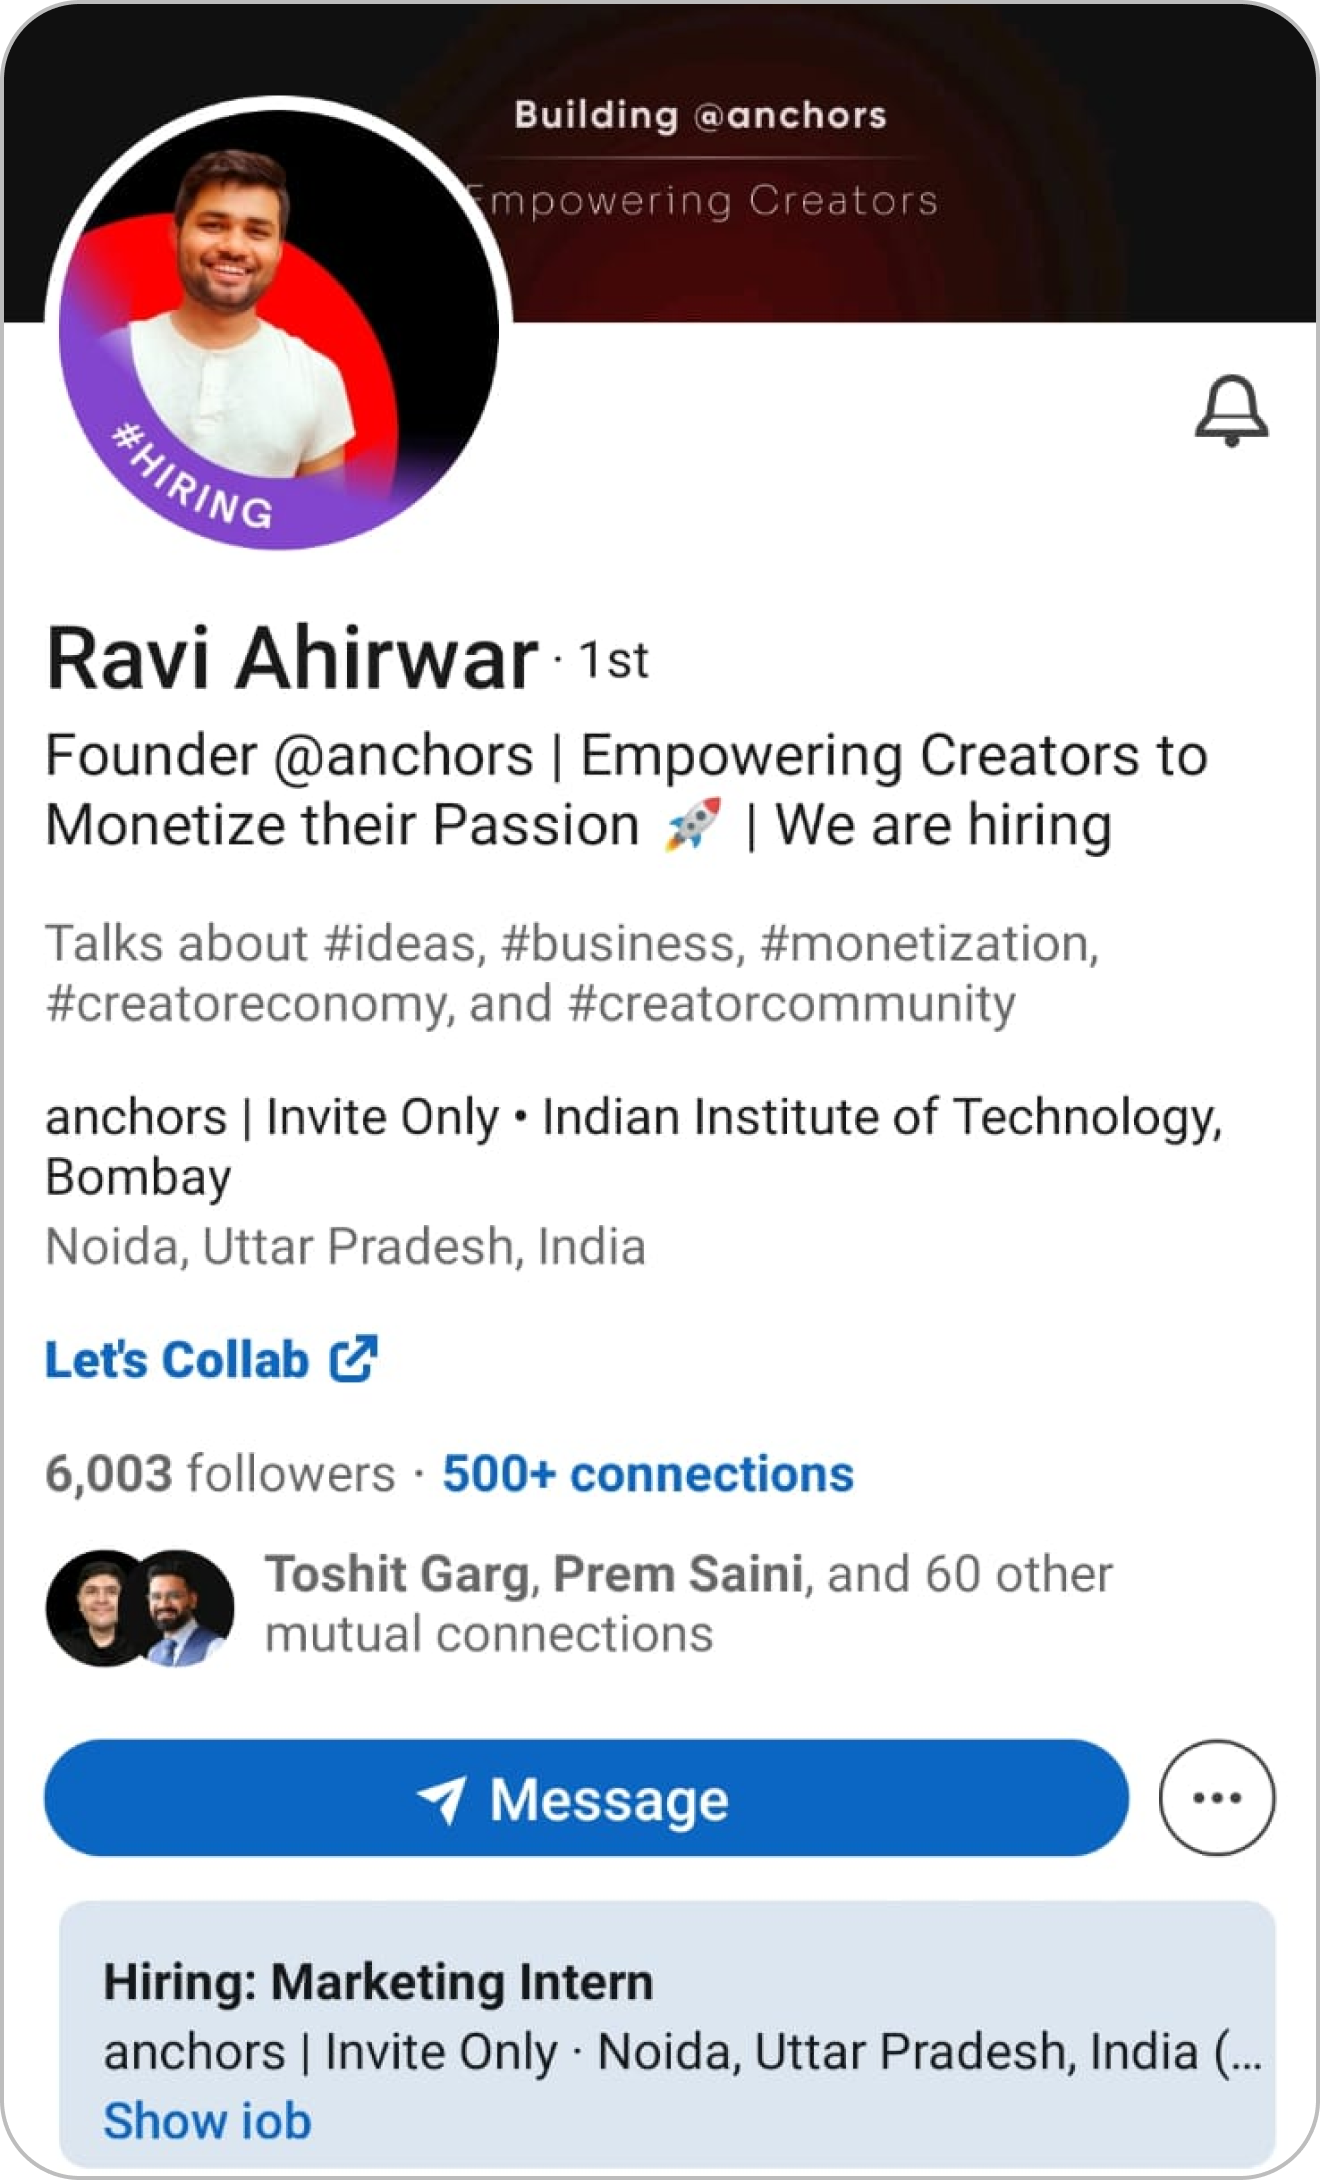 Building @anchors
Empowering Creators
#HIRING
Ravi Ahirwar · 1st
Founder @anchors | Empowering Creators to
Monetize their Passion 🚀 | We are hiring
Talks about #ideas, #business, #monetization,
#creatoreconomy, and #creatorcommunity
anchors | Invite Only • Indian Institute of Technology,
Bombay
Noida, Uttar Pradesh, India
Let's Collab
6,003 followers · 500+ connections
Toshit Garg, Prem Saini, and 60 other
mutual connections
Message
Hiring: Marketing Intern
anchors | Invite Only · Noida, Uttar Pradesh, India (...
Show job